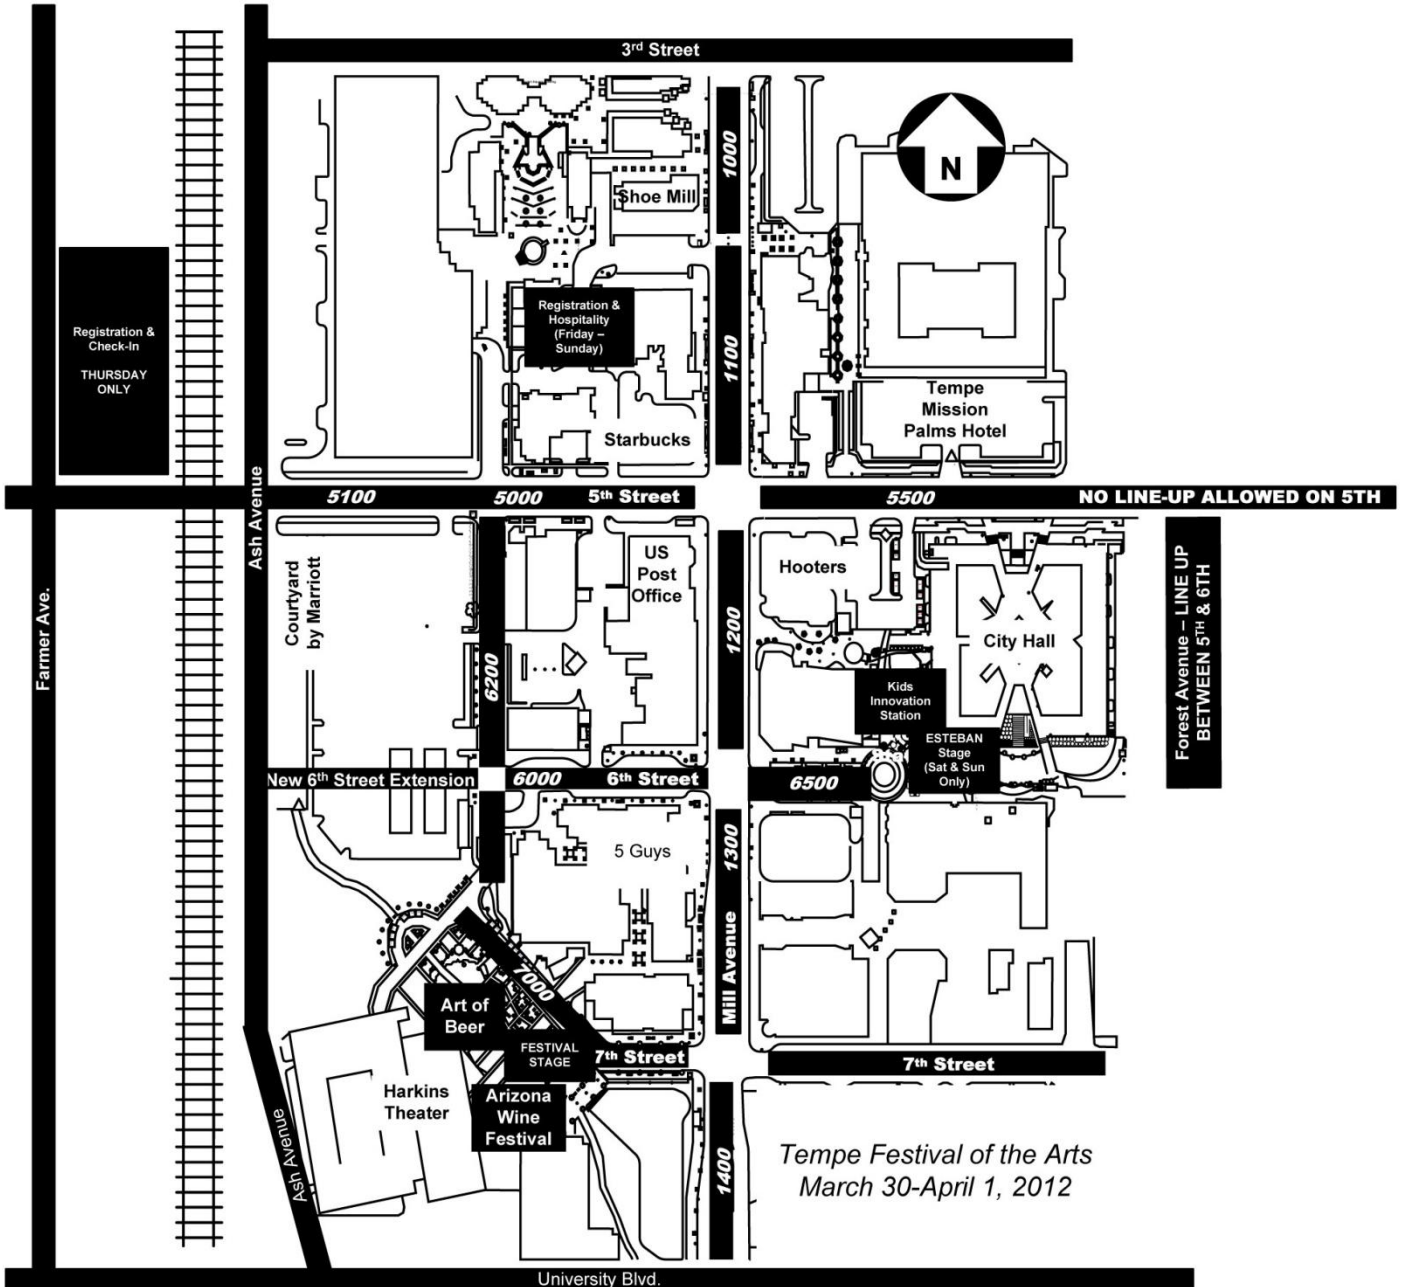 3rd Street
1000
N
Shoe Mill
Registration &
Hospitality
(Friday –
Sunday)
Registration &
Check-In
THURSDAY
ONLY
1100
Tempe
Mission
Palms Hotel
Starbucks
Ash Avenue
5100
5000
5th Street
5500
NO LINE-UP ALLOWED ON 5TH
Courtyard
by Marriott
US
Post
Office
Hooters
1200
City Hall
Farmer Ave.
6200
Kids
Innovation
Station
Forest Avenue – LINE UP
BETWEEN 5TH & 6TH
ESTEBAN
Stage
(Sat & Sun
Only)
New 6th Street Extension
6000
6th Street
6500
1300
5 Guys
Mill Avenue
7000
Art of
Beer
FESTIVAL
STAGE
7th Street
7th Street
Harkins
Theater
Arizona
Wine
Festival
Ash Avenue
1400
Tempe Festival of the Arts
March 30-April 1, 2012
University Blvd.